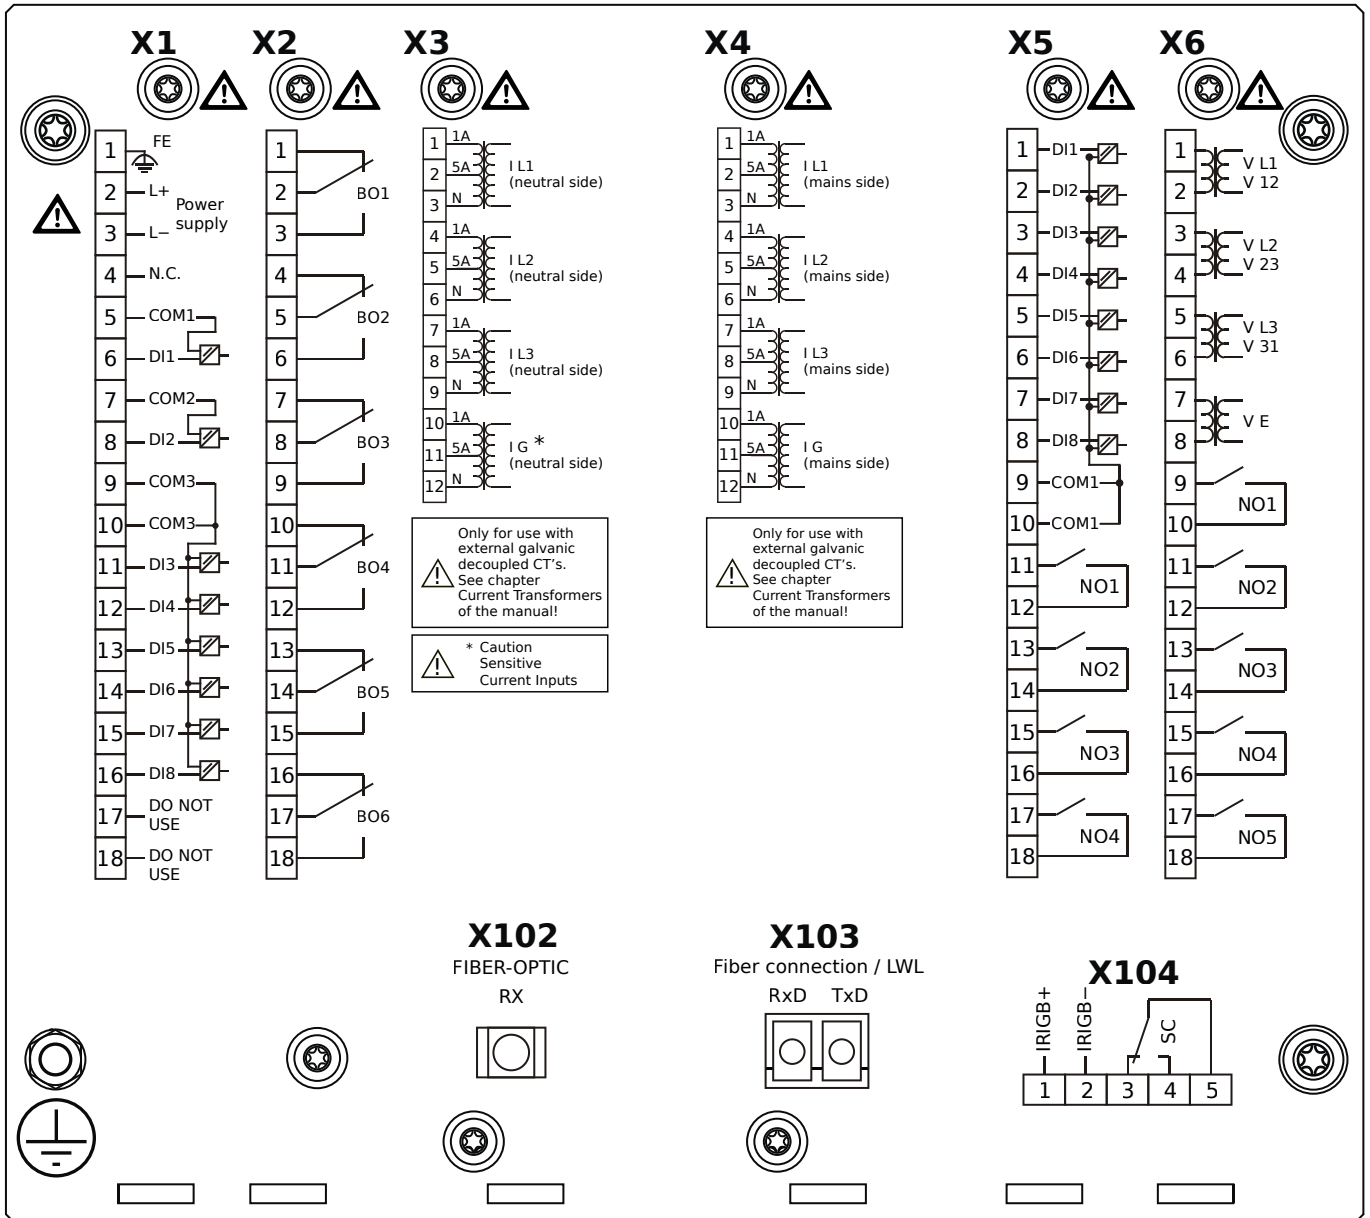 X1
X2
X3
X4
X5
X6
1
FE
2
L+
Power
supply
3
L−
4
N.C.
5
COM1
6
DI1
7
COM2
8
DI2
9
COM3
10
COM3
11
DI3
12
DI4
13
DI5
14
DI6
15
DI7
16
DI8
17
DO NOT
USE
18
DO NOT
USE
1
2
BO1
3
4
5
BO2
6
7
8
BO3
9
10
11
BO4
12
13
14
BO5
15
16
17
BO6
18
1
1A
2
5A
I L1
(neutral side)
3
N
4
1A
5
5A
I L2
(neutral side)
6
N
7
1A
8
5A
I L3
(neutral side)
9
N
10
1A
11
5A
I G *
(neutral side)
12
N
Only for use with
external galvanic
decoupled CT’s.
See chapter
Current Transformers
of the manual!
* Caution
Sensitive
Current Inputs
1
1A
2
5A
I L1
(mains side)
3
N
4
1A
5
5A
I L2
(mains side)
6
N
7
1A
8
5A
I L3
(mains side)
9
N
10
1A
11
5A
I G
(mains side)
12
N
Only for use with
external galvanic
decoupled CT’s.
See chapter
Current Transformers
of the manual!
1
DI1
2
DI2
3
DI3
4
DI4
5
DI5
6
DI6
7
DI7
8
DI8
9
COM1
10
COM1
11
NO1
12
13
NO2
14
15
NO3
16
17
NO4
18
1
V L1
V 12
2
3
V L2
V 23
4
5
V L3
V 31
6
7
V E
8
9
NO1
10
11
NO2
12
13
NO3
14
15
NO4
16
17
NO5
18
X102
FIBER-OPTIC
RX
X103
Fiber connection / LWL
RxD TxD
X104
IRIGB+
IRIGB−
SC
1 2 3 4 5